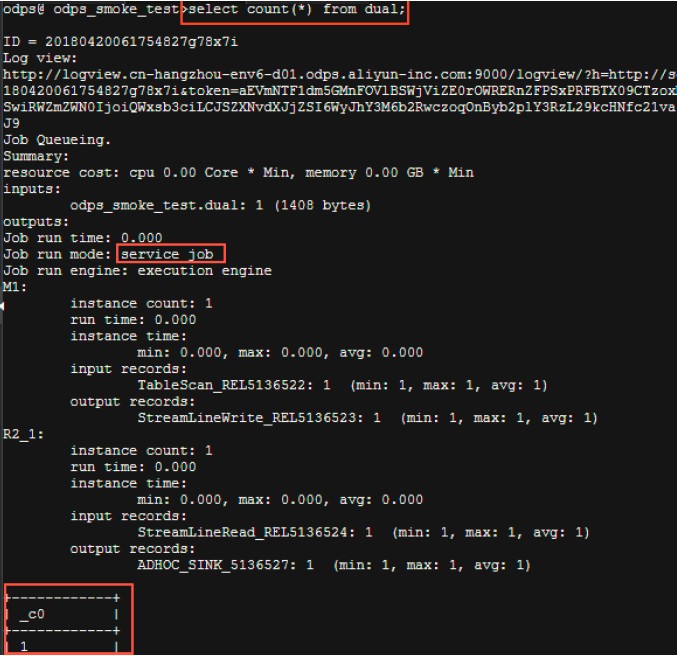 odps@ odps_smoke_test>select count(*) from dual;
ID = 20180420061754827g78x7i
Log view:
http://logview.cn-hangzhou-env6-d01.odps.aliyun-inc.com:9000/logview/?h=http://s
180420061754827g78x7i&token=
J9
Job Queueing.
Summary:
resource cost: cpu 0.00 Core * Min, memory 0.00 GB * Min
inputs:
odps_smoke_test.dual: 1 (1408 bytes)
outputs:
Job run time: 0.000
Job run mode: service job
Job run engine: execution engine
M1:
instance count: 1
run time: 0.000
instance time:
min: 0.000, max: 0.000, avg: 0.000
input records:
TableScan_REL5136522: 1 (min: 1, max: 1, avg: 1)
output records:
StreamLineWrite_REL5136523: 1 (min: 1, max: 1, avg: 1)
R2_1:
instance count: 1
run time: 0.000
instance time:
min: 0.000, max: 0.000, avg: 0.000
input records:
StreamLineRead_REL5136524: 1 (min: 1, max: 1, avg: 1)
output records:
ADHOC_SINK_5136527: 1 (min: 1, max: 1, avg: 1)
+------------+
| _c0 |
+------------+
| 1 |